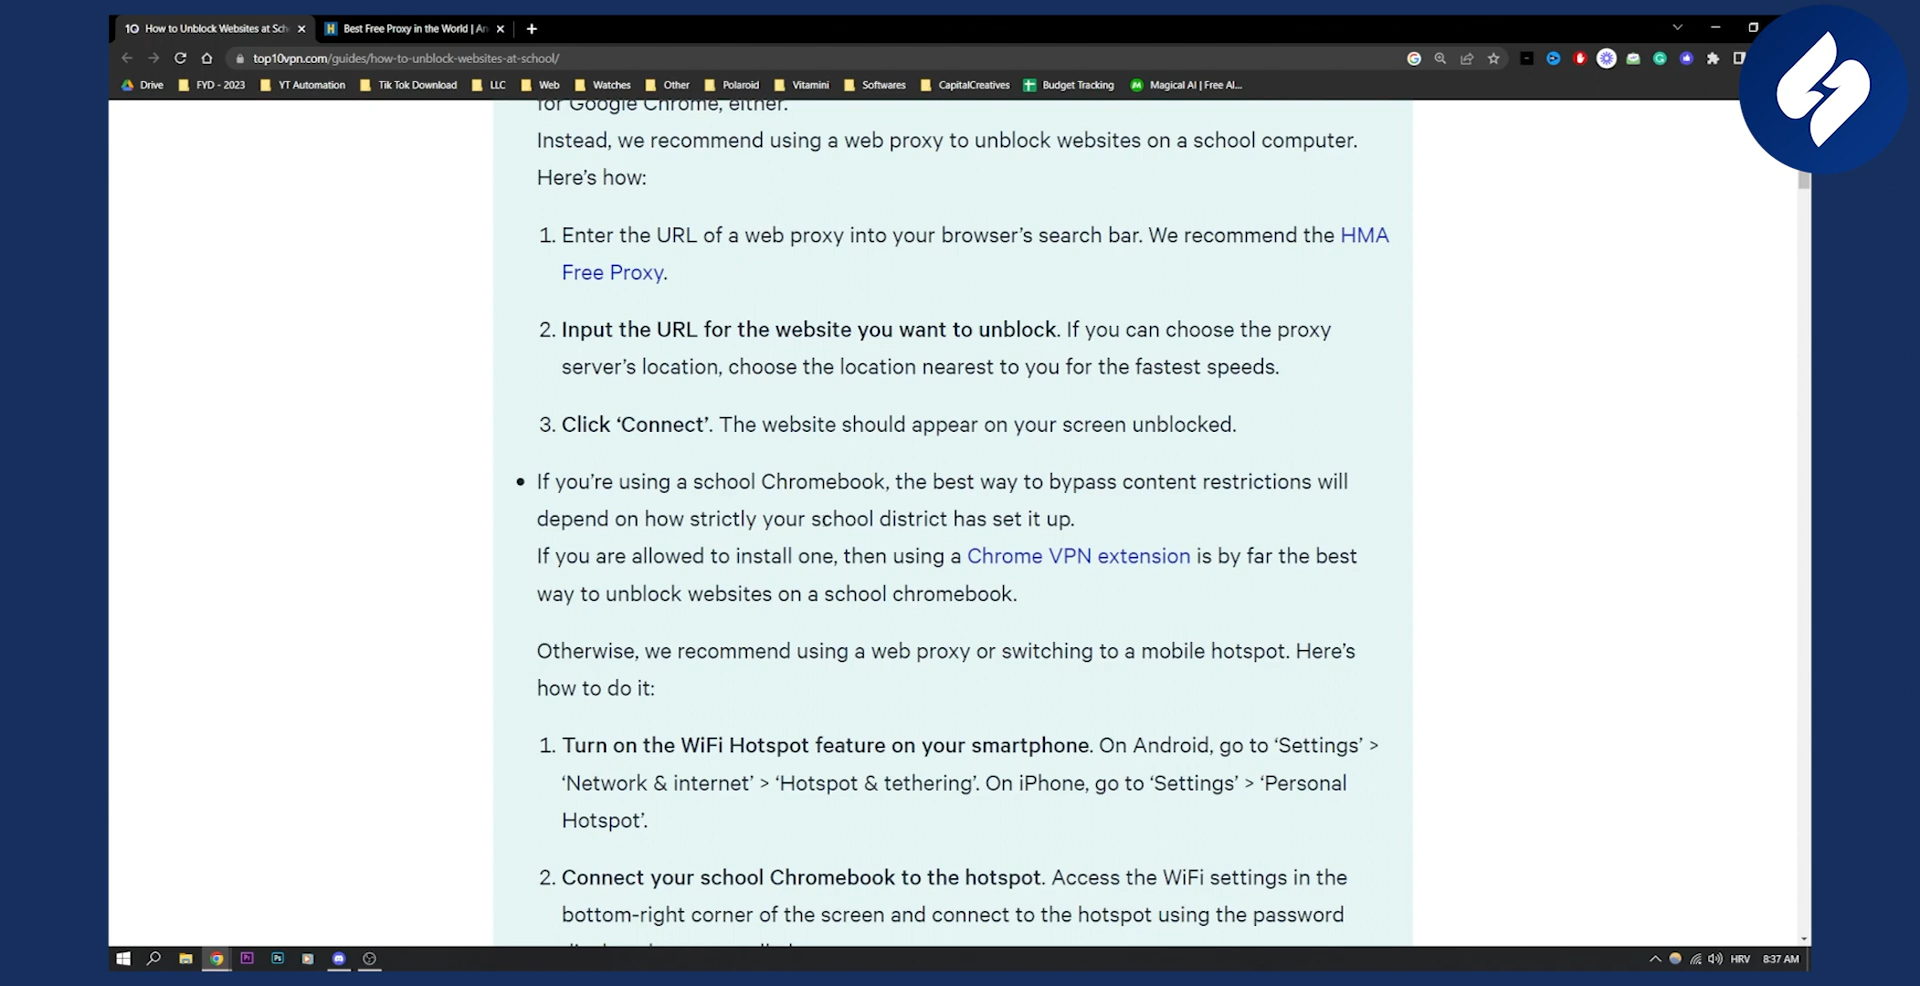 10 How to Unblock Websites at Sch
H Best Free Proxy in the World | An
top10vpn.com/guides/how-to-unblock-websites-at-school/
Drive FYD - 2023 YT Automation Tik Tok Download LLC Web Watches Other Polaroid Vitamini Softwares CapitalCreatives Budget Tracking Magical AI | Free AI...
for Google Chrome, either.
Instead, we recommend using a web proxy to unblock websites on a school computer.
Here’s how:
1. Enter the URL of a web proxy into your browser’s search bar. We recommend the HMA
Free Proxy.
2. Input the URL for the website you want to unblock. If you can choose the proxy
server’s location, choose the location nearest to you for the fastest speeds.
3. Click ‘Connect’. The website should appear on your screen unblocked.
• If you’re using a school Chromebook, the best way to bypass content restrictions will
depend on how strictly your school district has set it up.
If you are allowed to install one, then using a Chrome VPN extension is by far the best
way to unblock websites on a school chromebook.
Otherwise, we recommend using a web proxy or switching to a mobile hotspot. Here’s
how to do it:
1. Turn on the WiFi Hotspot feature on your smartphone. On Android, go to ‘Settings’ >
‘Network & internet’ > ‘Hotspot & tethering’. On iPhone, go to ‘Settings’ > ‘Personal
Hotspot’.
2. Connect your school Chromebook to the hotspot. Access the WiFi settings in the
bottom-right corner of the screen and connect to the hotspot using the password
HRV 8:37 AM